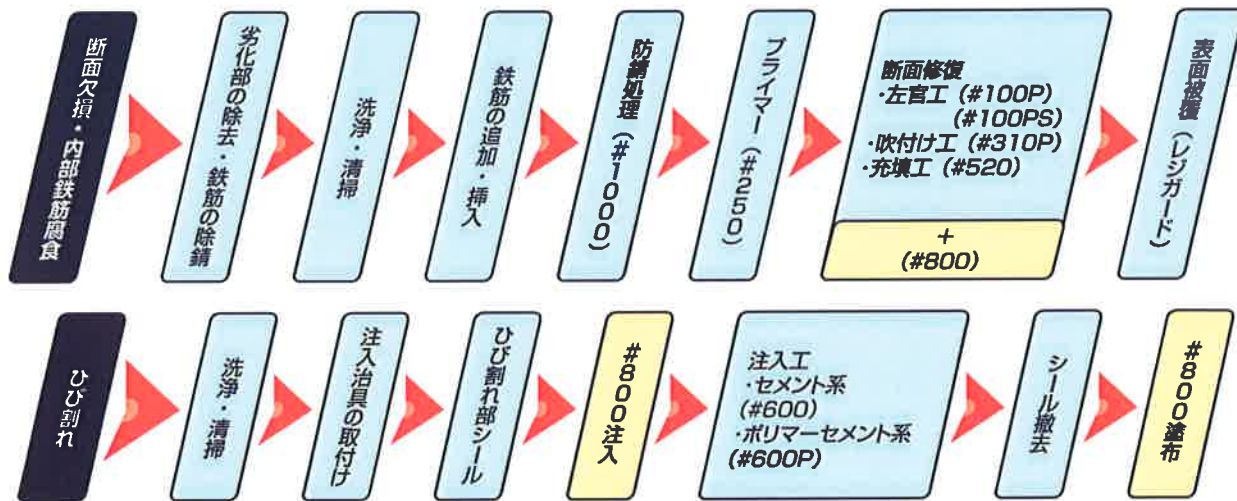 断面欠損・内部鉄筋腐食
劣化部の除去・鉄筋の除錆
洗浄・清掃
鉄筋の追加・挿入
防錆処理（#1000）
プライマー（#250）
断面修復
・左官工（#100P）
（#100PS）
・吹付け工（#310P）
・充填工（#520）
+
（#800）
表面被覆（レジガード）
ひび割れ
洗浄・清掃
注入治具の取付け
ひび割れ部シール
#800注入
注入工
・セメント系
（#600）
・ポリマーセメント系
（#600P）
シール撤去
#800塗布